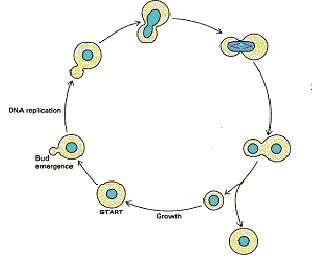 DNA replication
Bud
emergence
START
Growth